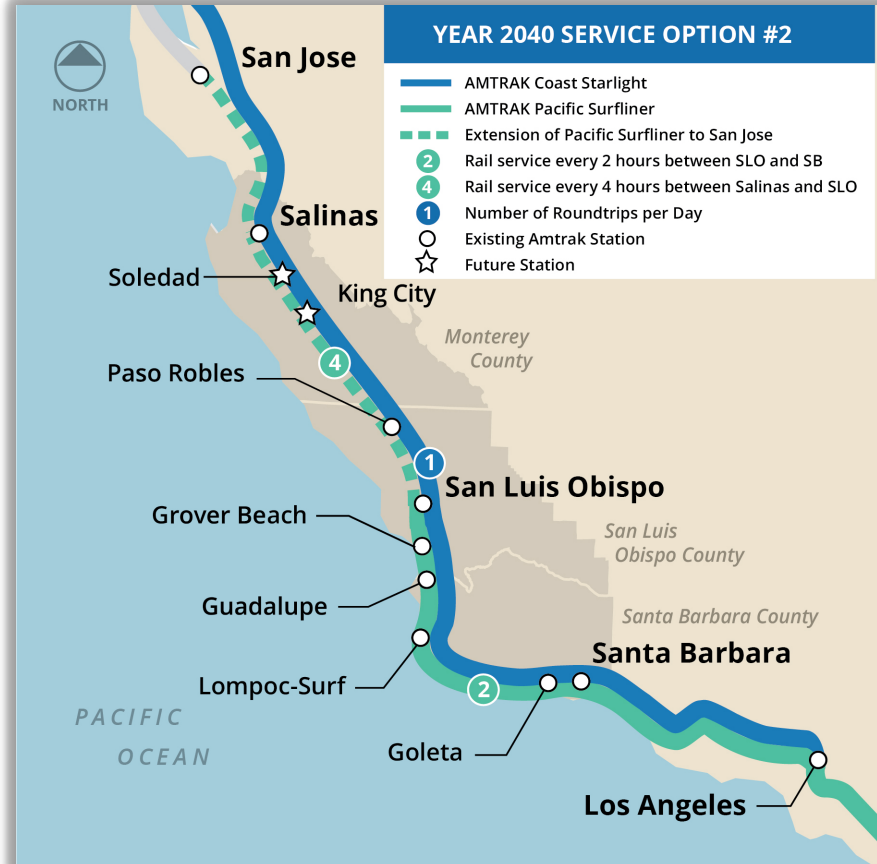 YEAR 2040 SERVICE OPTION #2
AMTRAK Coast Starlight
AMTRAK Pacific Surfliner
Extension of Pacific Surfliner to San Jose
2 Rail service every 2 hours between SLO and SB
4 Rail service every 4 hours between Salinas and SLO
1 Number of Roundtrips per Day
Existing Amtrak Station
Future Station
NORTH
San Jose
Salinas
Soledad
King City
Monterey
County
4
Paso Robles
1
San Luis Obispo
Grover Beach
San Luis
Obispo County
Guadalupe
Santa Barbara County
Santa Barbara
Lompoc-Surf
2
PACIFIC
OCEAN
Goleta
Los Angeles